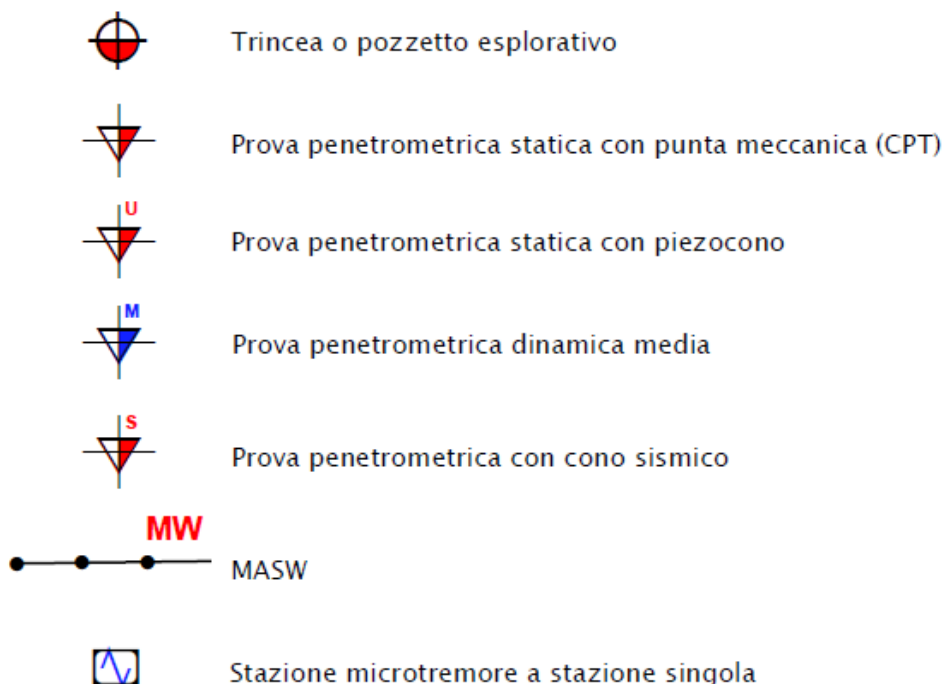 Trincea o pozzetto esplorativo
Prova penetrometrica statica con punta meccanica (CPT)
U
Prova penetrometrica statica con piezocono
M
Prova penetrometrica dinamica media
S
Prova penetrometrica con cono sismico
MW
MASW
Stazione microtremore a stazione singola